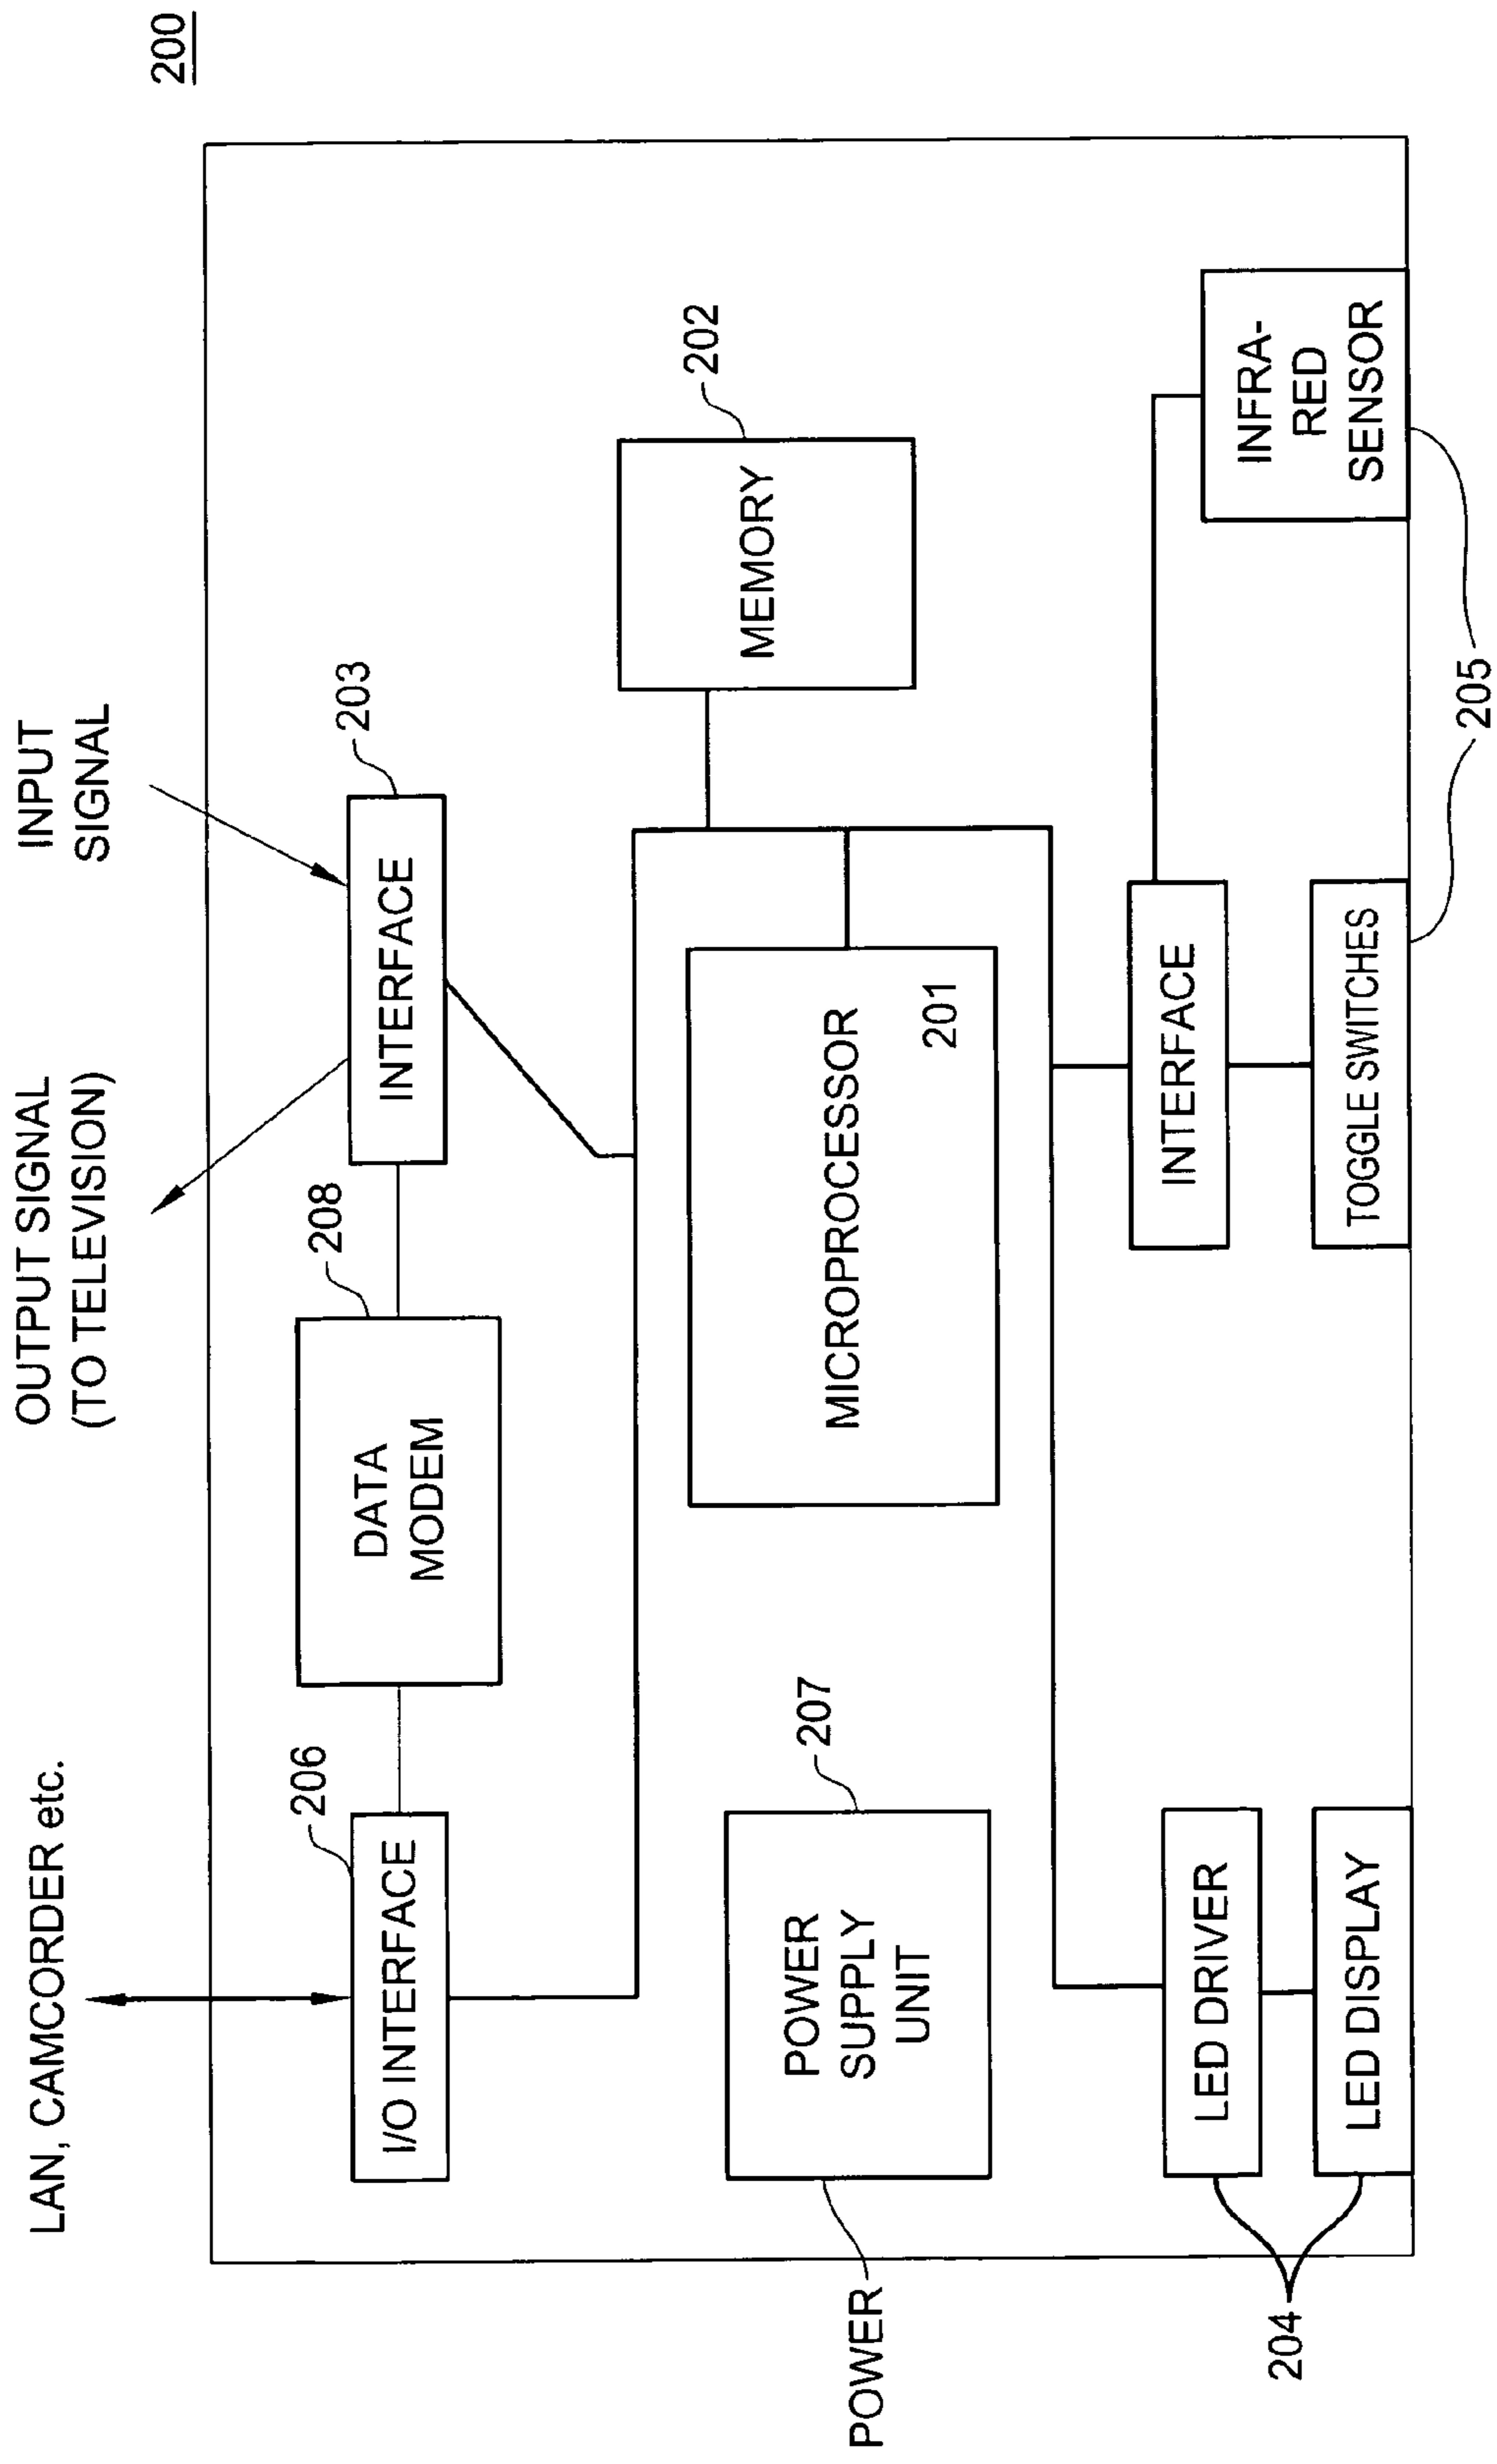 200
LAN, CAMCORDER etc.
OUTPUT SIGNAL
(TO TELEVISION)
INPUT
SIGNAL
206
I/O INTERFACE
208
DATA
MODEM
203
INTERFACE
207
POWER
SUPPLY
UNIT
POWER
MICROPROCESSOR
201
202
MEMORY
LED DRIVER
LED DISPLAY
204
INTERFACE
TOGGLE SWITCHES
INFRA-
RED
SENSOR
205